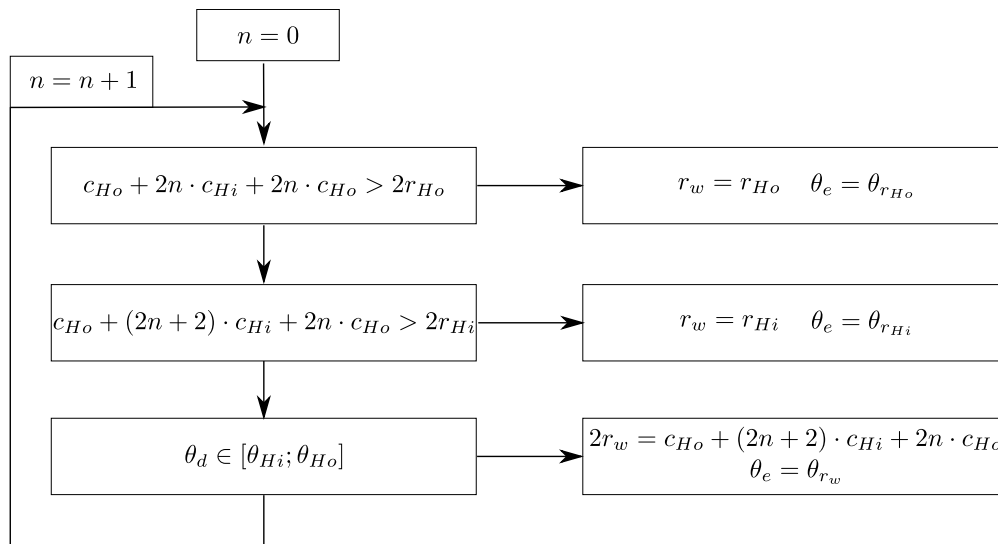 n = 0
n = n + 1
c_{Ho} + 2n · c_{Hi} + 2n · c_{Ho} > 2r_{Ho}
r_w = r_{Ho} θ_e = θ_{r_{Ho}}
c_{Ho} + (2n + 2) · c_{Hi} + 2n · c_{Ho} > 2r_{Hi}
r_w = r_{Hi} θ_e = θ_{r_{Hi}}
θ_d ∈ [θ_{Hi}; θ_{Ho}]
2r_w = c_{Ho} + (2n + 2) · c_{Hi} + 2n · c_{Ho}
θ_e = θ_{r_w}